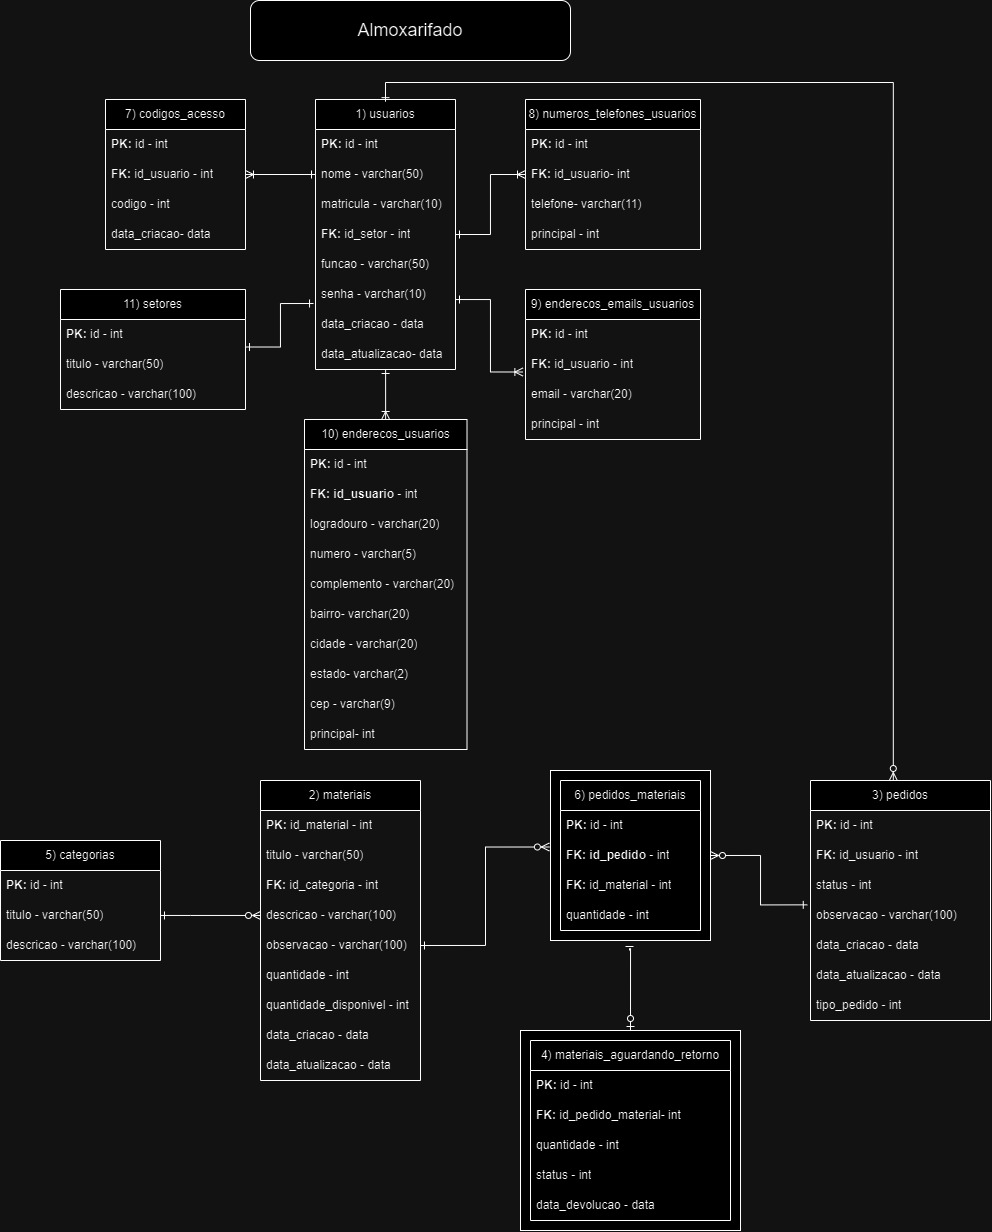 Almoxarifado
7) codigos_acesso
PK: id - int
FK: id_usuario - int
codigo - int
data_criacao- data
1) usuarios
PK: id - int
nome - varchar(50)
matricula - varchar(10)
FK: id_setor - int
funcao - varchar(50)
senha - varchar(10)
data_criacao - data
data_atualizacao- data
8) numeros_telefones_usuarios
PK: id - int
FK: id_usuario- int
telefone- varchar(11)
principal - int
11) setores
PK: id - int
titulo - varchar(50)
descricao - varchar(100)
9) enderecos_emails_usuarios
PK: id - int
FK: id_usuario - int
email - varchar(20)
principal - int
10) enderecos_usuarios
PK: id - int
FK: id_usuario - int
logradouro - varchar(20)
numero - varchar(5)
complemento - varchar(20)
bairro- varchar(20)
cidade - varchar(20)
estado- varchar(2)
cep - varchar(9)
principal- int
5) categorias
PK: id - int
titulo - varchar(50)
descricao - varchar(100)
2) materiais
PK: id_material - int
titulo - varchar(50)
FK: id_categoria - int
descricao - varchar(100)
observacao - varchar(100)
quantidade - int
quantidade_disponivel - int
data_criacao - data
data_atualizacao - data
6) pedidos_materiais
PK: id - int
FK: id_pedido - int
FK: id_material - int
quantidade - int
3) pedidos
PK: id - int
FK: id_usuario - int
status - int
observacao - varchar(100)
data_criacao - data
data_atualizacao - data
tipo_pedido - int
4) materiais_aguardando_retorno
PK: id - int
FK: id_pedido_material- int
quantidade - int
status - int
data_devolucao - data